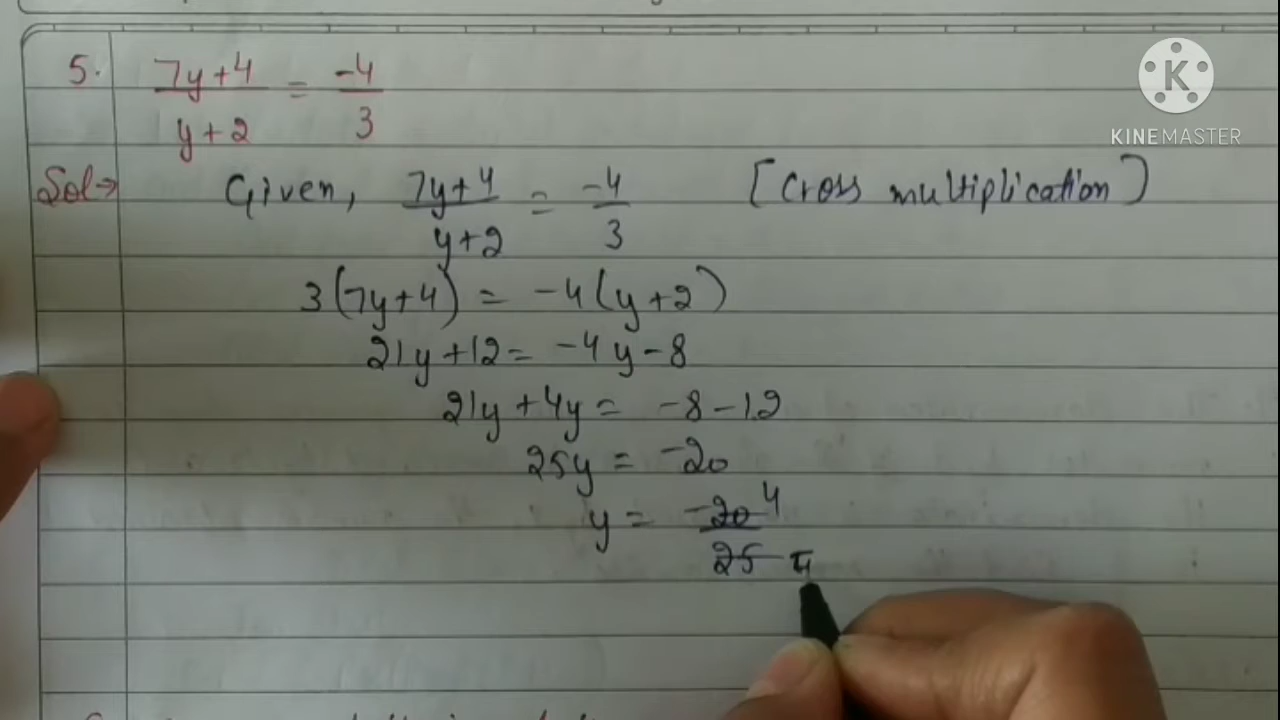 5. 7y+4 / y+2 = -4 / 3
KINEMASTER
Sol⇒ Given, 7y+4 / y+2 = -4 / 3 [Cross multiplication]
3(7y+4) = -4(y+2)
21y+12 = -4y-8
21y+4y = -8-12
25y = -20
y = -20 4 / 25